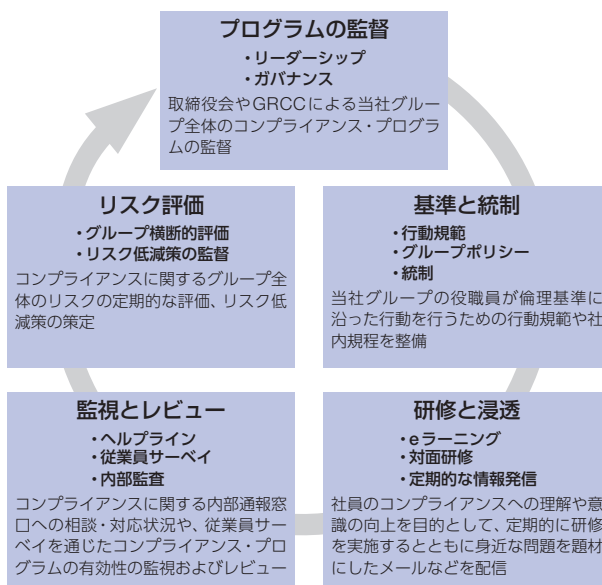 プログラムの監督
・リーダーシップ
・ガバナンス
取締役会やGRCCによる当社グルー
プ全体のコンプライアンス・プログラ
ムの監督
基準と統制
・行動規範
・グループポリシー
・統制
当社グループの役職員が倫理基準に
沿った行動を行うための行動規範や社
内規程を整備
研修と浸透
・eラーニング
・対面研修
・定期的な情報発信
社員のコンプライアンスへの理解や意
識の向上を目的として、定期的に研修
を実施するとともに身近な問題を題材
にしたメールなどを配信
監視とレビュー
・ヘルプライン
・従業員サーベイ
・内部監査
コンプライアンスに関する内部通報窓
口への相談・対応状況や、従業員サー
ベイを通じたコンプライアンス・プロ
グラムの有効性の監視およびレビュー
リスク評価
・グループ横断的評価
・リスク低減策の監督
コンプライアンスに関するグループ全
体のリスクの定期的な評価、リスク低
減策の策定